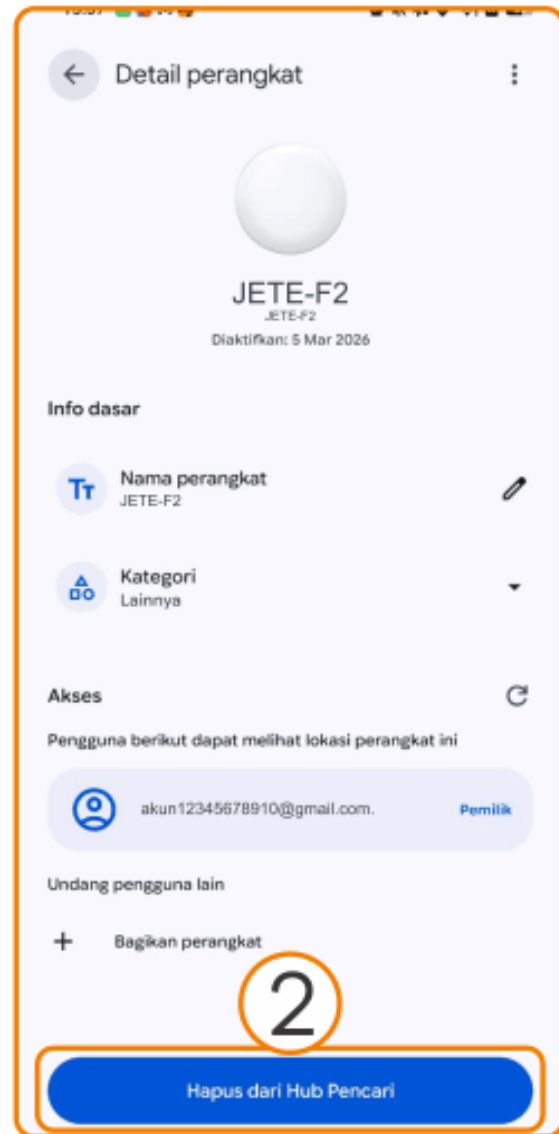 Detail perangkat
JETE-F2
JETE-F2
Diaktifkan: 5 Mar 2026
Info dasar
Nama perangkat
JETE-F2
Kategori
Lainnya
Akses
Pengguna berikut dapat melihat lokasi perangkat ini
akun12345678910@gmail.com.
Pemilik
Undang pengguna lain
+ Bagikan perangkat
2
Hapus dari Hub Pencari